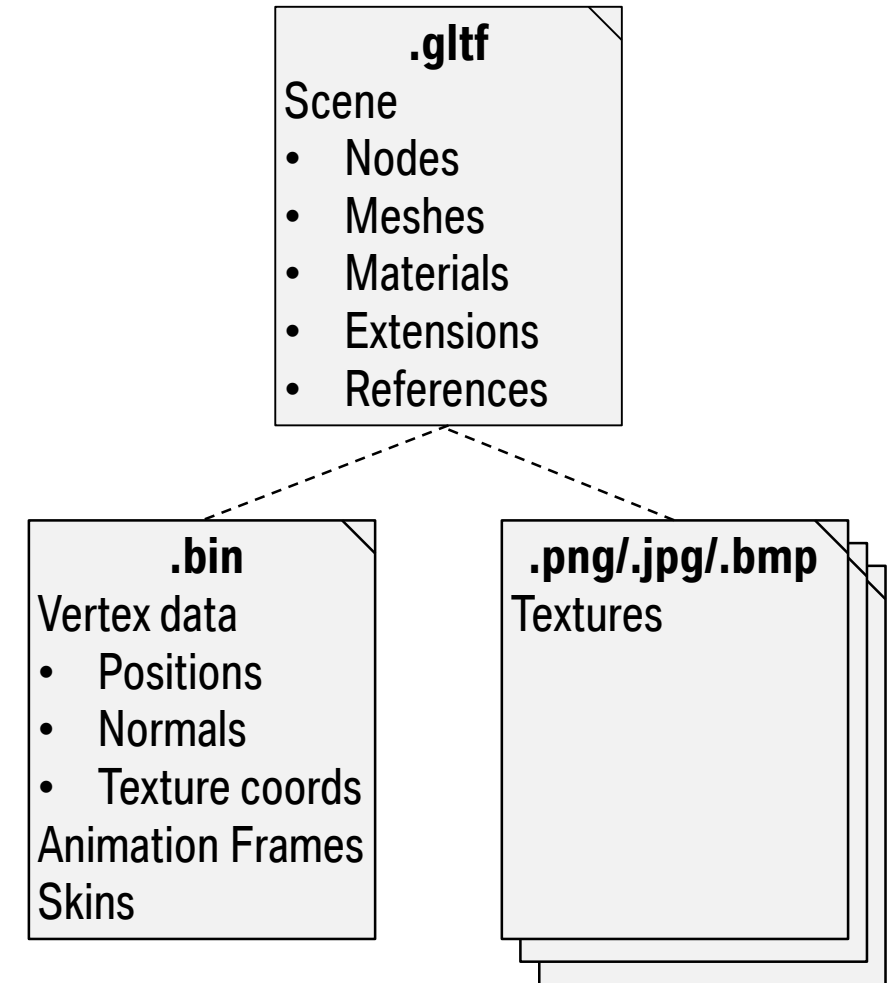 .gltf
Scene
• Nodes
• Meshes
• Materials
• Extensions
• References
.bin
Vertex data
• Positions
• Normals
• Texture coords
Animation Frames
Skins
.png/.jpg/.bmp
Textures